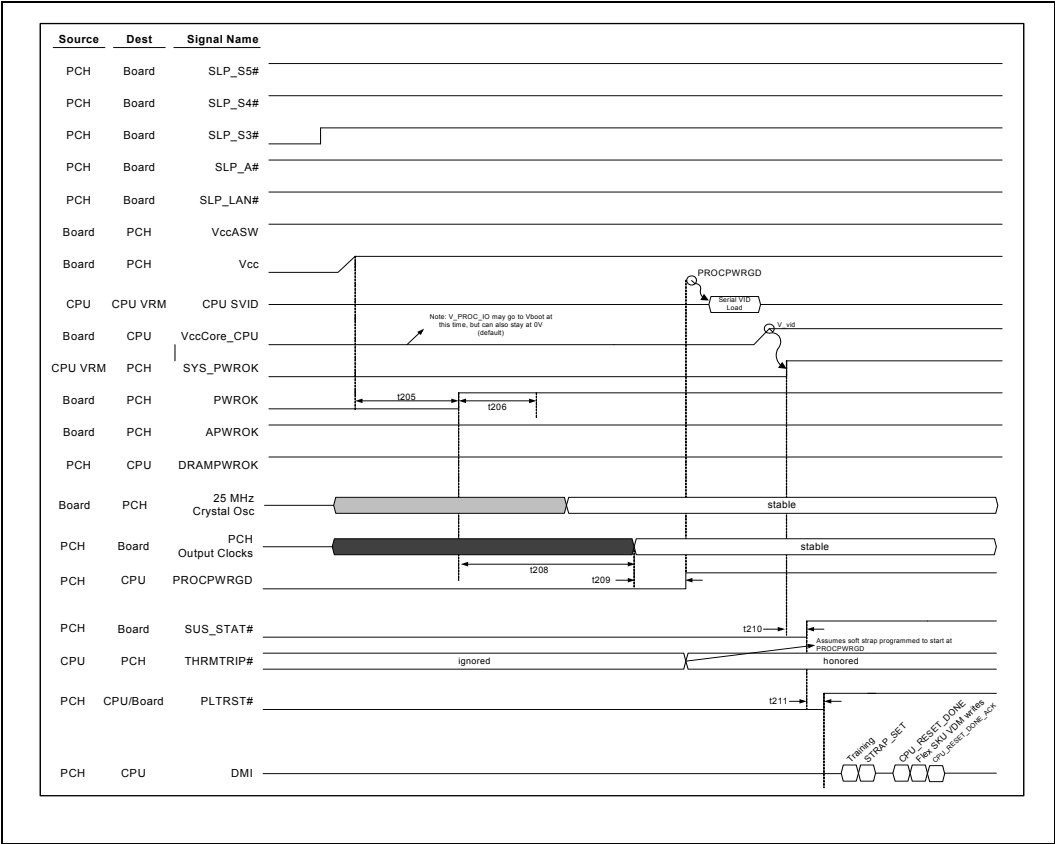 Source Dest Signal Name
PCH Board SLP_S5#
PCH Board SLP_S4#
PCH Board SLP_S3#
PCH Board SLP_A#
PCH Board SLP_LAN#
Board PCH VccASW
Board PCH Vcc
PROCPWRGD
CPU CPU VRM CPU SVID
Serial VID
Load
Note: V_PROC_IO may go to Vboot at
this time, but can also stay at 0V
(default)
Board CPU VccCore_CPU
V_vid
CPU VRM PCH SYS_PWROK
Board PCH PWROK
t205
t206
Board PCH APWROK
PCH CPU DRAMPWROK
Board PCH 25 MHz
Crystal Osc
stable
PCH Board PCH
Output Clocks
stable
t208
t209
PCH CPU PROCPWRGD
PCH Board SUS_STAT#
t210
Assumes soft strap programmed to start at
PROCPWRGD
CPU PCH THRMTRIP#
ignored
honored
PCH CPU/Board PLTRST#
t211
Training
STRAP_SET
CPU_RESET_DONE
Flex SKU VDM writes
CPU_RESET_DONE_ACK
PCH CPU DMI